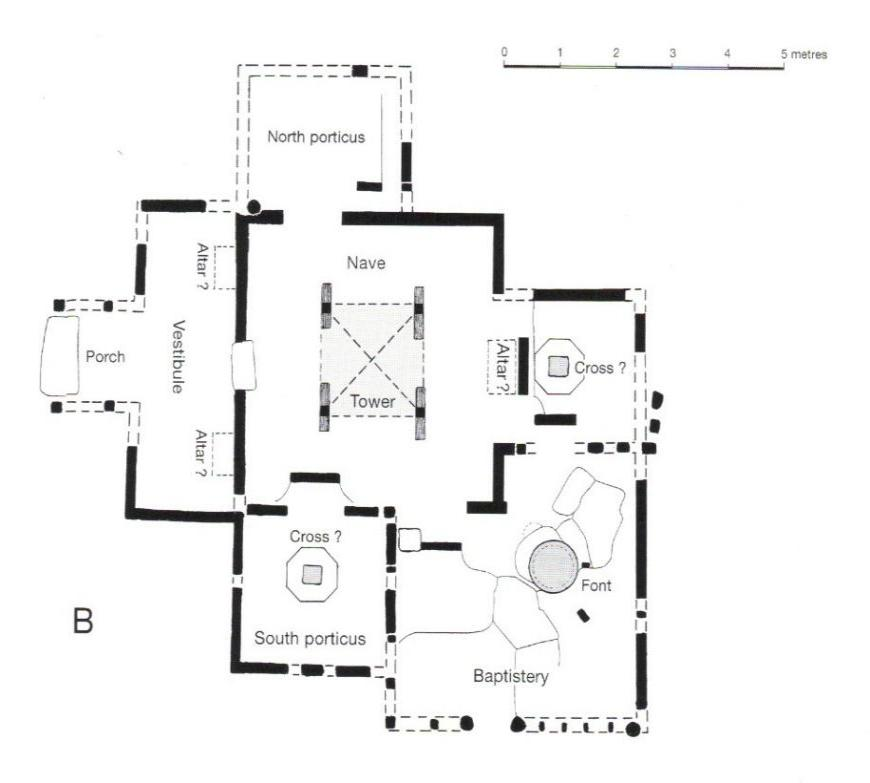 0 1 2 3 4 5 metres
North porticus
Altar ?
Nave
Vestibule
Porch
Altar ?
Cross ?
Tower
Altar ?
Cross ?
Font
B
South porticus
Baptistery